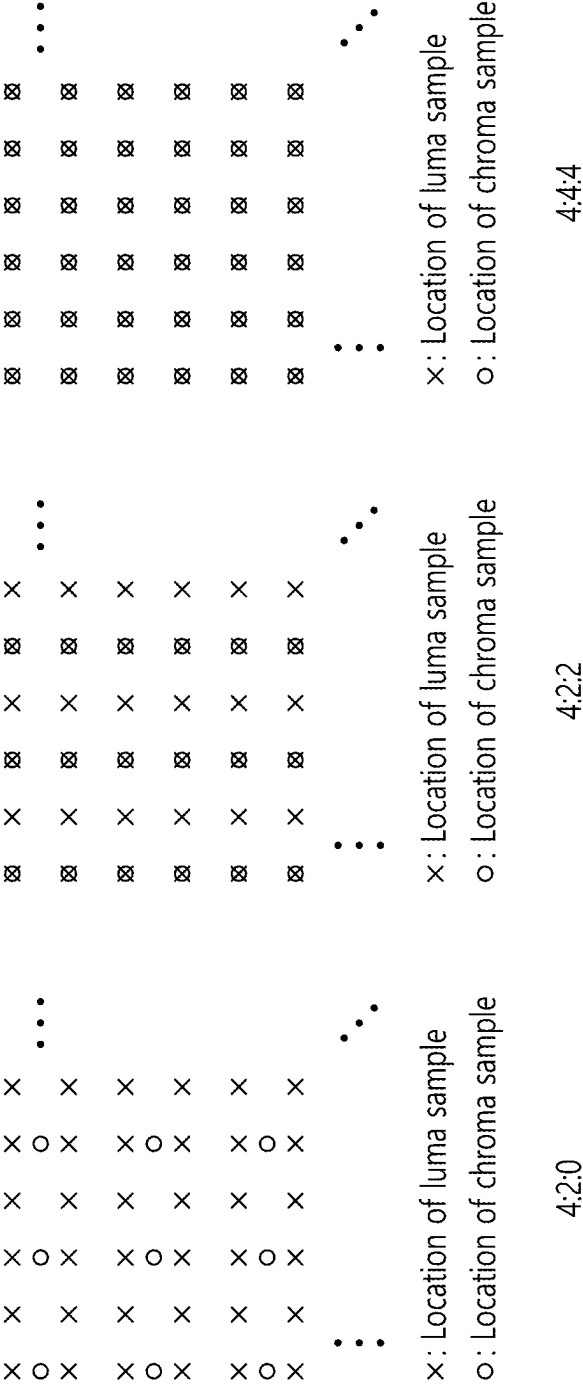 ×: Location of luma sample
○: Location of chroma sample
4:2:0
×: Location of luma sample
○: Location of chroma sample
4:2:2
×: Location of luma sample
○: Location of chroma sample
4:4:4